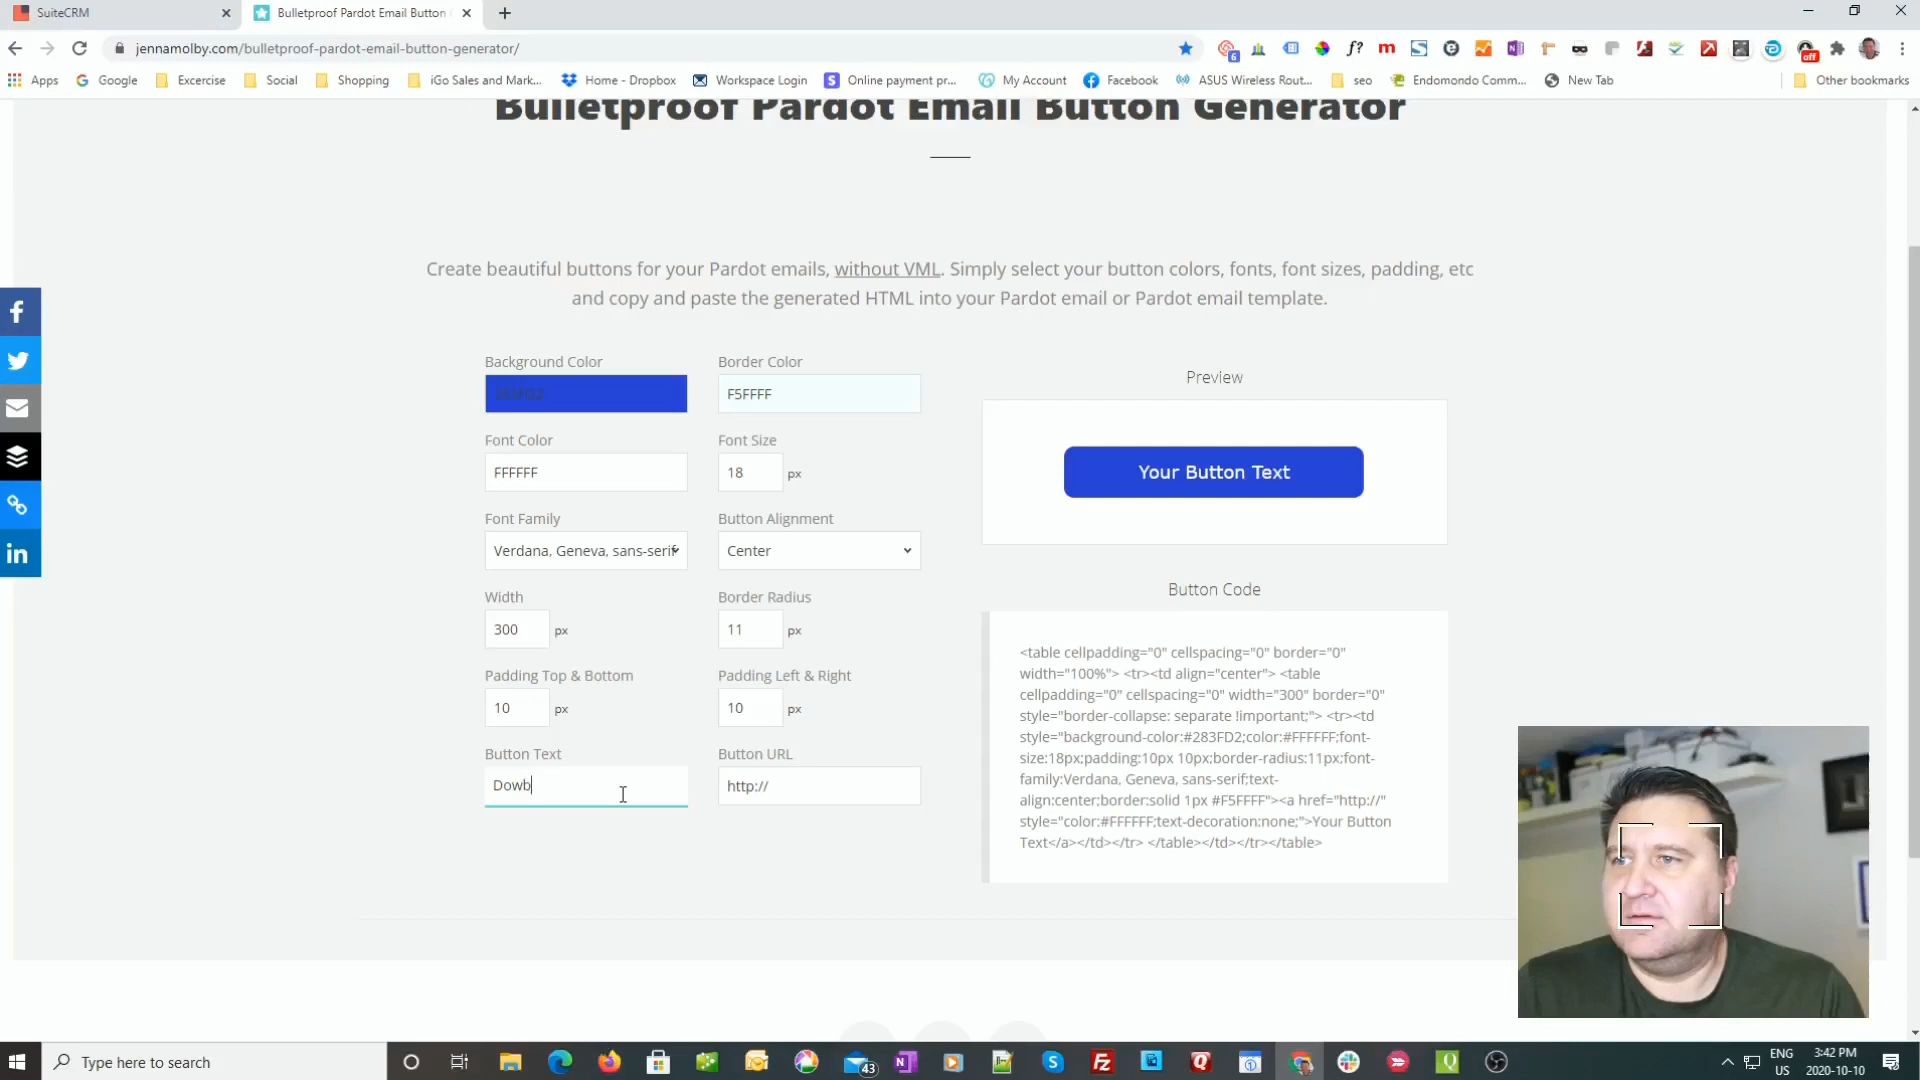 SuiteCRM
Bulletproof Pardot Email Button
jennamolby.com/bulletproof-pardot-email-button-generator/
Apps
Google
Excercise
Social
Shopping
iGo Sales and Mark...
Home - Dropbox
Workspace Login
Online payment pr...
My Account
Facebook
ASUS Wireless Rout...
seo
Endomondo Comm...
New Tab
Other bookmarks
Bulletproof Pardot Email Button Generator
Create beautiful buttons for your Pardot emails, without VML. Simply select your button colors, fonts, font sizes, padding, etc
and copy and paste the generated HTML into your Pardot email or Pardot email template.
Background Color
283FD2
Border Color
F5FFFF
Font Color
FFFFFF
Font Size
18 px
Font Family
Verdana, Geneva, sans-serif
Button Alignment
Center
Width
300 px
Border Radius
11 px
Padding Top & Bottom
10 px
Padding Left & Right
10 px
Button Text
Dowb
Button URL
http://
Preview
Your Button Text
Button Code
<table cellpadding="0" cellspacing="0" border="0"
width="100%"> <tr><td align="center"> <table
cellpadding="0" cellspacing="0" width="300" border="0"
style="border-collapse: separate !important;"> <tr><td
style="background-color:#283FD2;color:#FFFFFF;font-
size:18px;padding:10px 10px;border-radius:11px;font-
family:Verdana, Geneva, sans-serif;text-
align:center;border:solid 1px #F5FFFF"><a href="http://"
style="color:#FFFFFF;text-decoration:none;">Your Button
Text</a></td></tr> </table></td></tr></table>
Type here to search
43
ENG
US
3:42 PM
2020-10-10